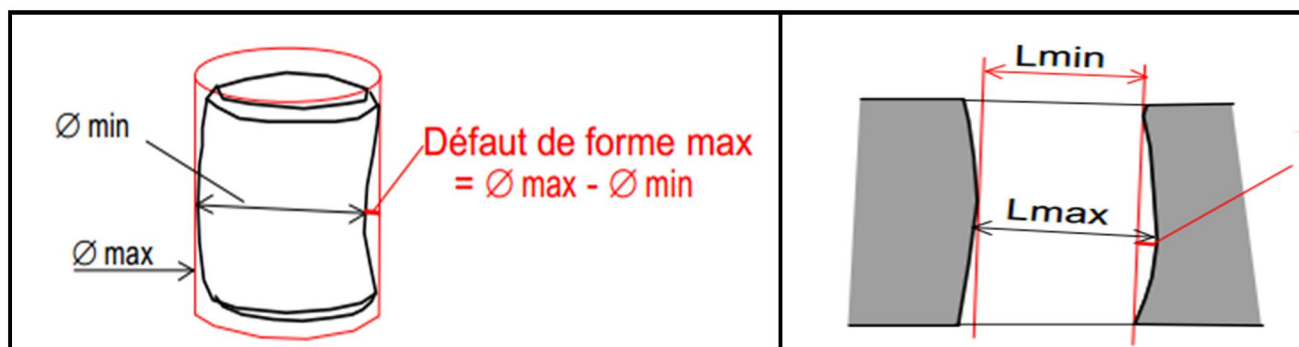 Ø min
Défaut de forme max
= Ø max - Ø min
Ø max
Lmin
Lmax